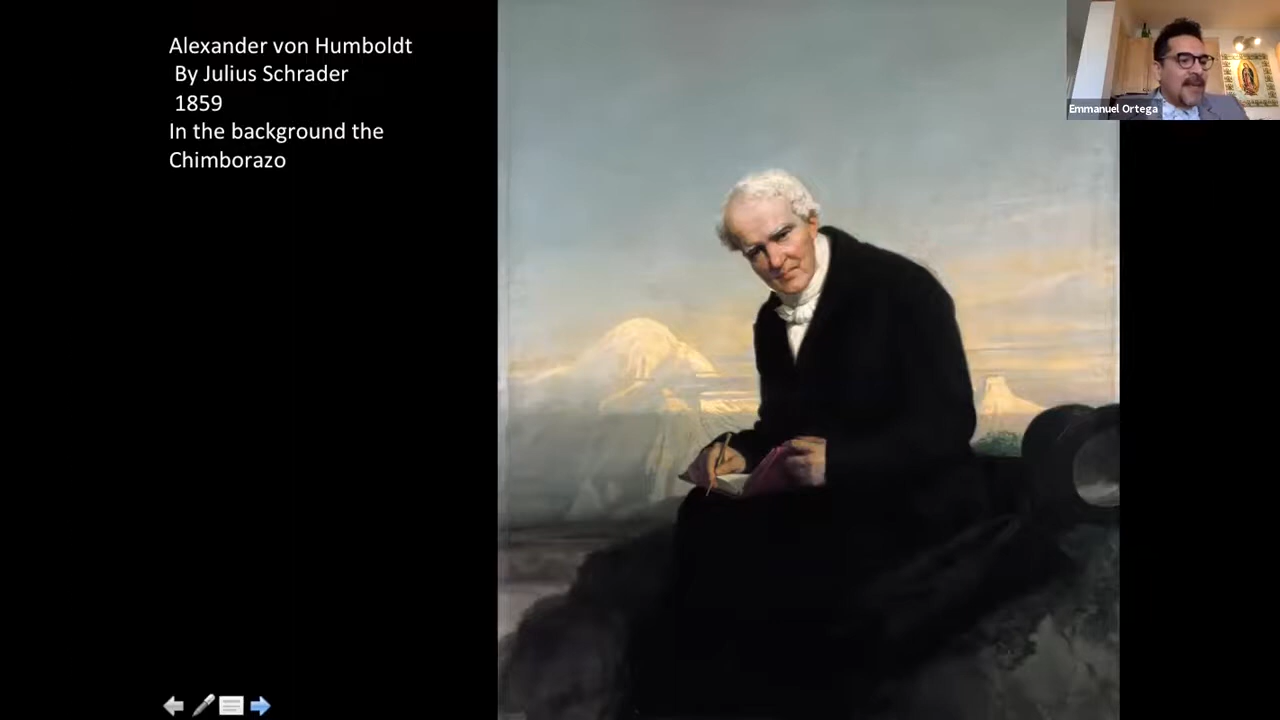 Alexander von Humboldt
By Julius Schrader
1859
In the background the
Chimborazo
Emmanuel Ortega